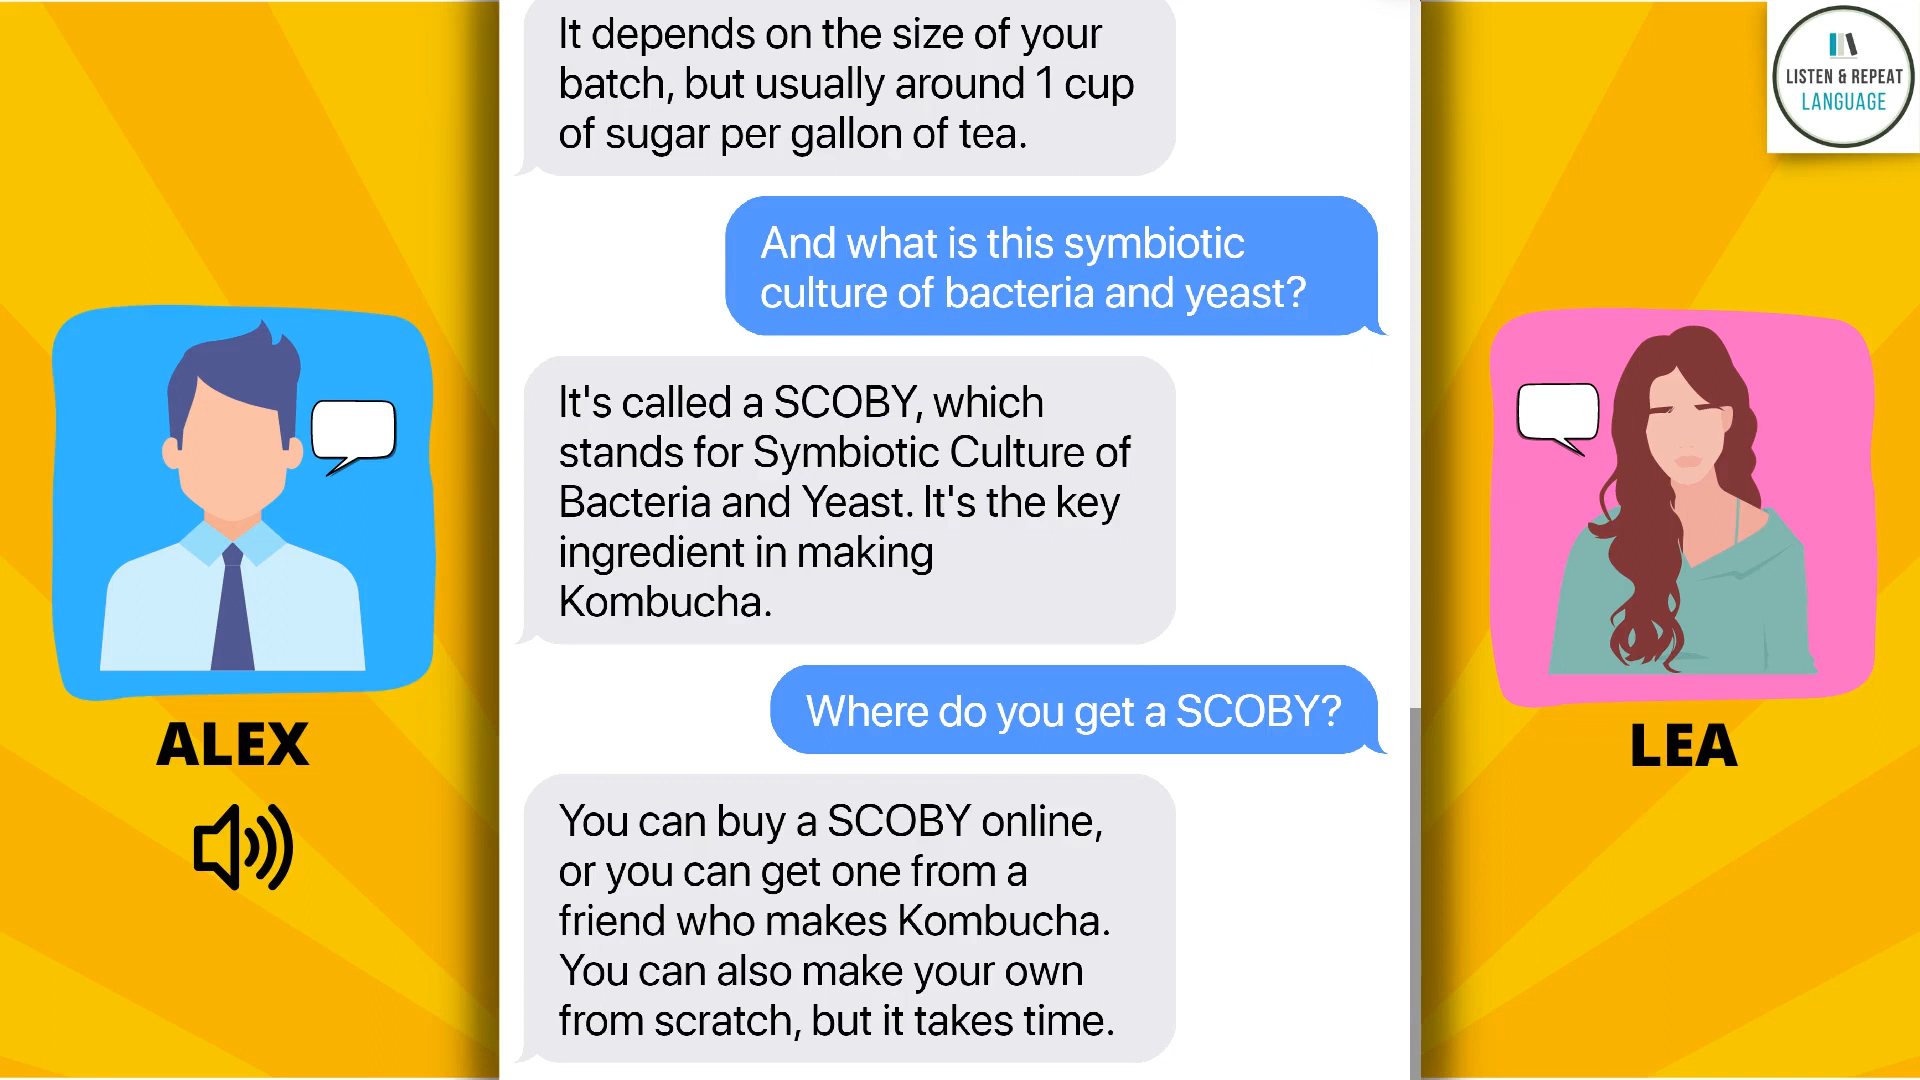 It depends on the size of your
batch, but usually around 1 cup
of sugar per gallon of tea.
And what is this symbiotic
culture of bacteria and yeast?
It's called a SCOBY, which
stands for Symbiotic Culture of
Bacteria and Yeast. It's the key
ingredient in making
Kombucha.
Where do you get a SCOBY?
You can buy a SCOBY online,
or you can get one from a
friend who makes Kombucha.
You can also make your own
from scratch, but it takes time.
ALEX
LEA
LISTEN & REPEAT
LANGUAGE